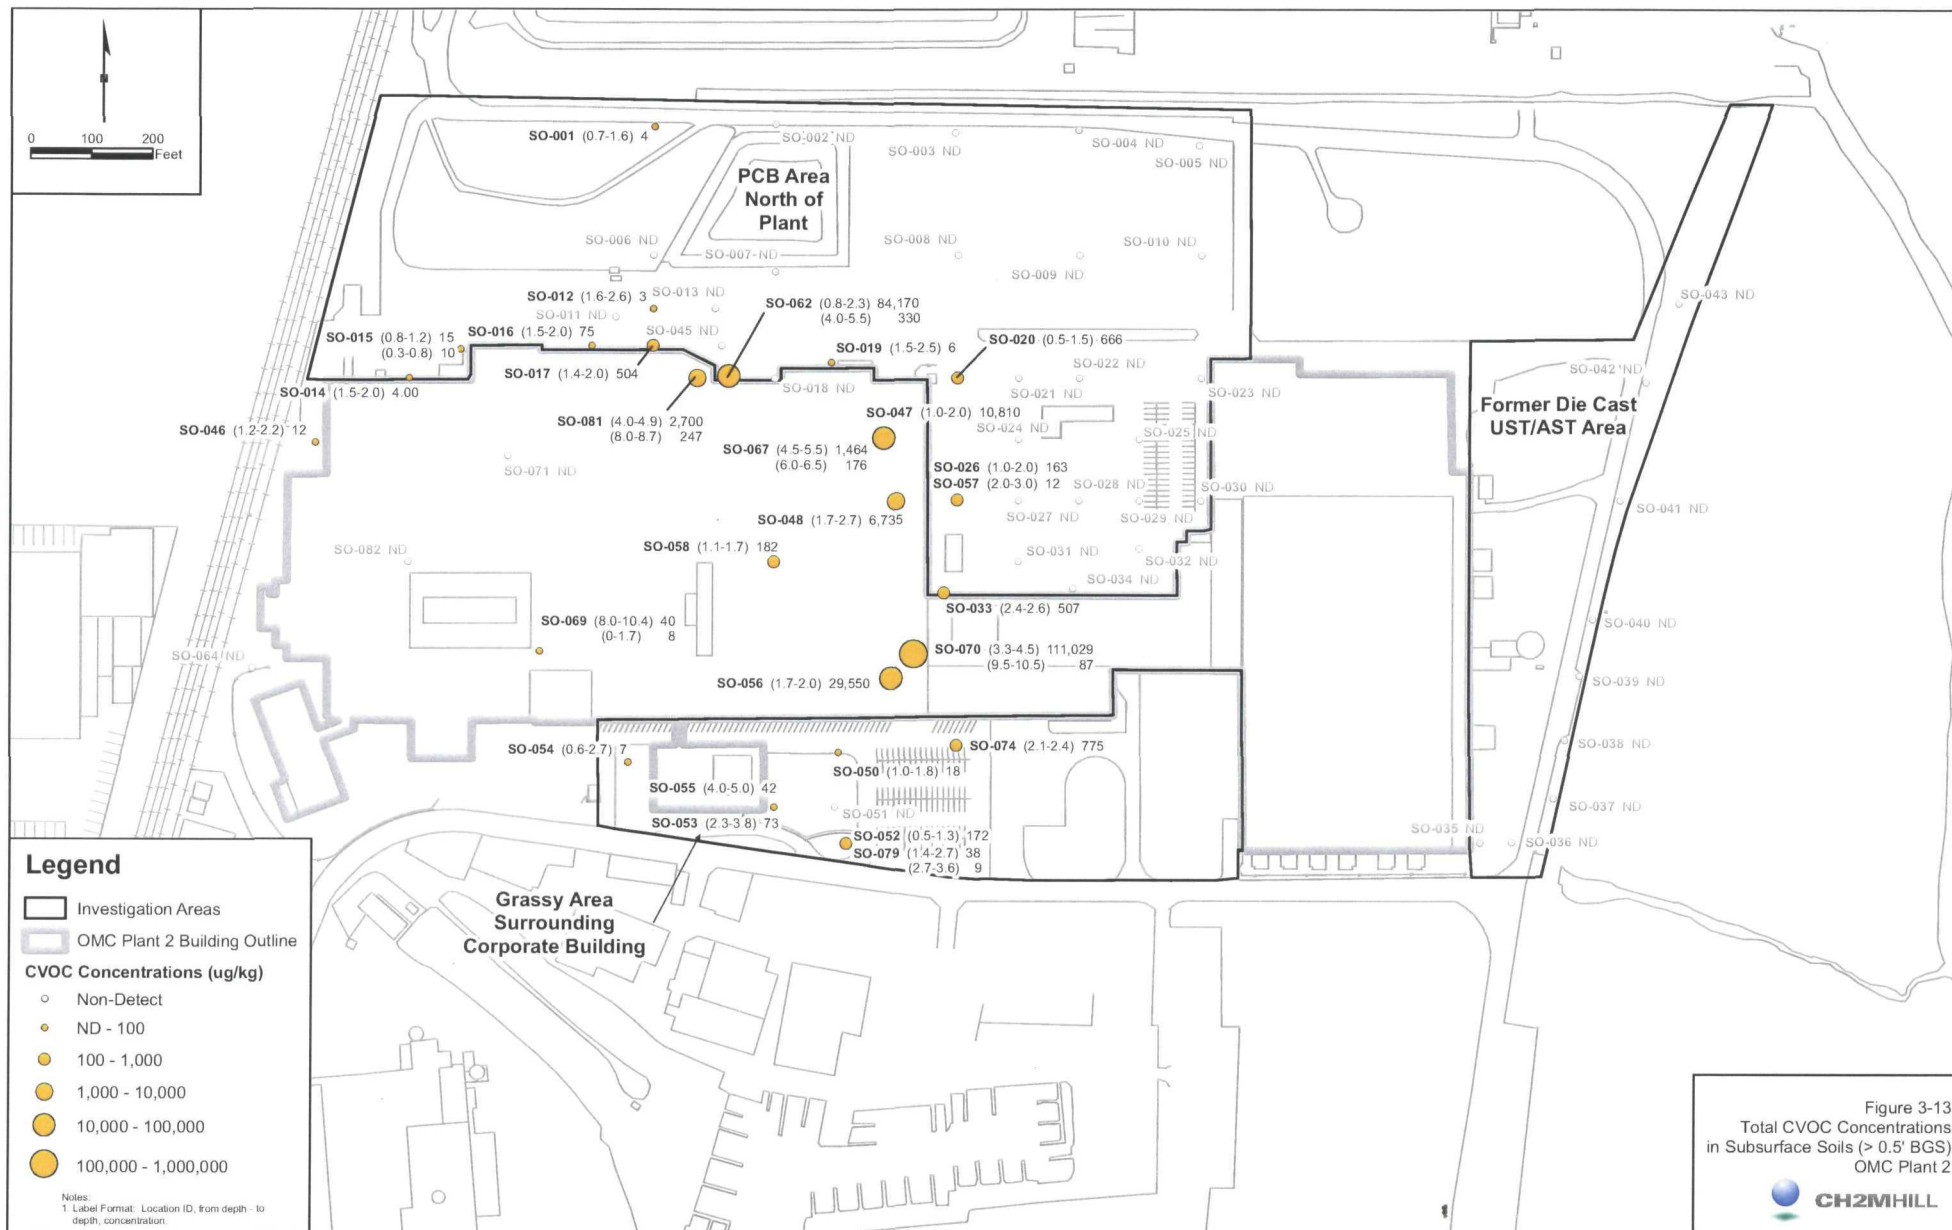 0 100 200
Feet
SO-001 (0.7-1.6) 4
SO-002 ND
SO-003 ND
SO-004 ND
SO-005 ND
PCB Area
North of
Plant
SO-006 ND
SO-007 ND
SO-008 ND
SO-009 ND
SO-010 ND
SO-012 (1.6-2.6) 3
SO-013 ND
SO-011 ND
SO-062 (0.8-2.3) 84,170
(4.0-5.5) 330
SO-043 ND
SO-015 (0.8-1.2) 15
(0.3-0.8) 10
SO-016 (1.5-2.0) 75
SO-045 ND
SO-019 (1.5-2.5) 6
SO-020 (0.5-1.5) 666
SO-022 ND
SO-017 (1.4-2.0) 504
SO-018 ND
SO-021 ND
SO-023 ND
SO-042 ND
SO-014 (1.5-2.0) 4.00
Former Die Cast
UST/AST Area
SO-046 (1.2-2.2) 12
SO-081 (4.0-4.9) 2,700
(8.0-8.7) 247
SO-047 (1.0-2.0) 10,810
SO-024 ND
SO-025 ND
SO-067 (4.5-5.5) 1,464
(6.0-6.5) 176
SO-071 ND
SO-026 (1.0-2.0) 163
SO-057 (2.0-3.0) 12
SO-028 ND
SO-030 ND
SO-048 (1.7-2.7) 6,735
SO-027 ND
SO-029 ND
SO-041 ND
SO-082 ND
SO-058 (1.1-1.7) 182
SO-031 ND
SO-032 ND
SO-034 ND
SO-033 (2.4-2.6) 507
SO-069 (8.0-10.4) 40
(0-1.7) 8
SO-040 ND
SO-064 ND
SO-070 (3.3-4.5) 111,029
(9.5-10.5) 87
SO-056 (1.7-2.0) 29,550
SO-039 ND
SO-054 (0.6-2.7) 7
SO-074 (2.1-2.4) 775
SO-038 ND
SO-050 (1.0-1.8) 18
SO-055 (4.0-5.0) 42
SO-051 ND
SO-037 ND
SO-053 (2.3-3.8) 73
SO-052 (0.5-1.3) 172
SO-079 (1.4-2.7) 38
(2.7-3.6) 9
SO-035 ND
SO-036 ND
Grassy Area
Surrounding
Corporate Building
Legend
Investigation Areas
OMC Plant 2 Building Outline
CVOC Concentrations (ug/kg)
Non-Detect
ND - 100
100 - 1,000
1,000 - 10,000
10,000 - 100,000
100,000 - 1,000,000
Notes:
1. Label Format: Location ID, from depth - to
depth, concentration.
Figure 3-13
Total CVOC Concentrations
in Subsurface Soils (> 0.5' BGS)
OMC Plant 2
CH2MHILL